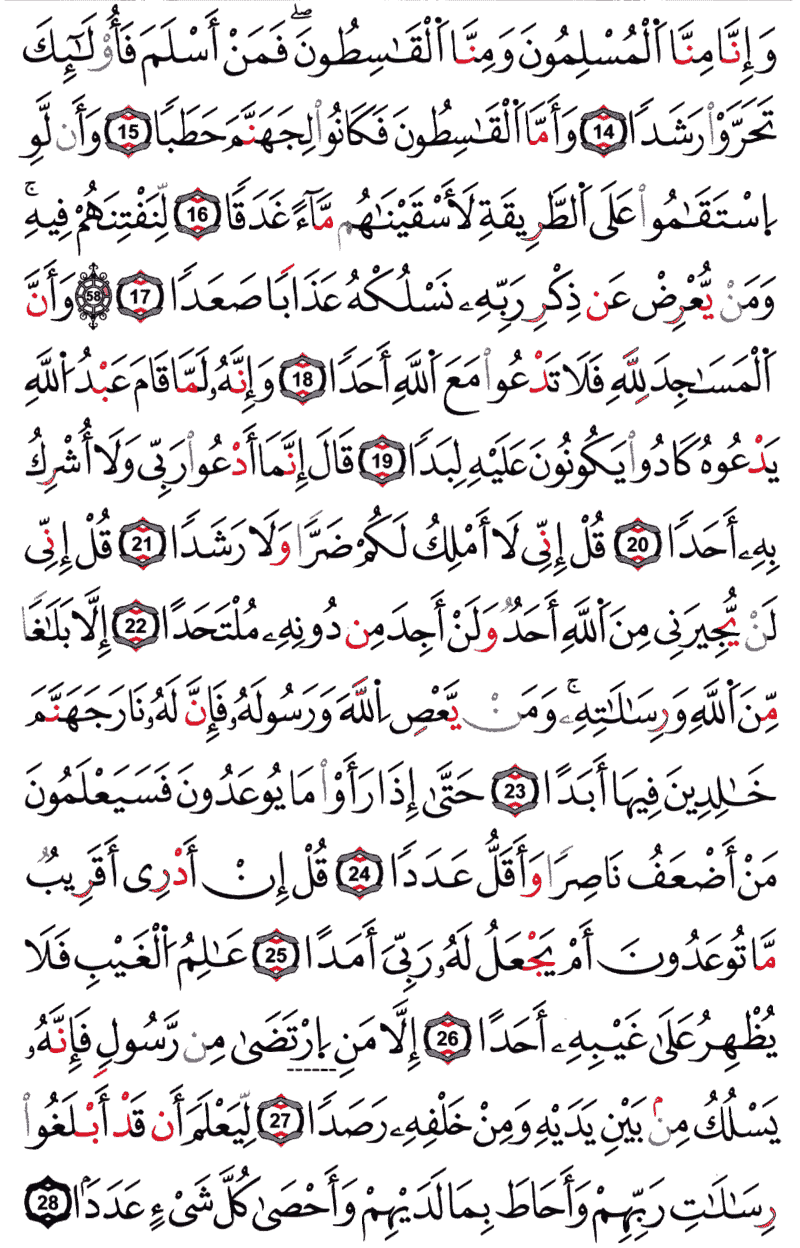 وَإِنَّا مِنَّا ٱلْمُسْلِمُونَ وَمِنَّا ٱلْقَٰسِطُونَ ۖ فَمَنْ أَسْلَمَ فَأُو۟لَٰٓئِكَ
تَحَرَّوْا۟ رَشَدًا 14 وَأَمَّا ٱلْقَٰسِطُونَ فَكَانُوا۟ لِجَهَنَّمَ حَطَبًا 15 وَأَن لَّوِ
ٱِسْتَقَٰمُوا۟ عَلَى ٱلطَّرِيقَةِ لَأَسْقَيْنَٰهُم مَّآءً غَدَقًا 16 لِّنَفْتِنَهُمْ فِيهِ ۚ
وَمَنْ يُّعْرِضْ عَن ذِكْرِ رَبِّهِۦ نَسْلُكْهُ عَذَابًا صَعَدًا 17 58 وَأَنَّ
ٱلْمَسَٰجِدَ لِلَّهِ فَلَا تَدْعُوا۟ مَعَ ٱللَّهِ أَحَدًا 18 وَإِنَّهُۥ لَمَّا قَامَ عَبْدُ ٱللَّهِ
يَدْعُوهُ كَادُوا۟ يَكُونُونَ عَلَيْهِ لِبَدًا 19 قَالَ إِنَّمَا أَدْعُوا۟ رَبِّى وَلَا أُشْرِكُ
بِهِۦ أَحَدًا 20 قُلْ إِنِّى لَا أَمْلِكُ لَكُمْ ضَرًّا وَلَا رَشَدًا 21 قُلْ إِنِّى
لَنْ يُّجِيرَنِى مِنَ ٱللَّهِ أَحَدٌ وَلَنْ أَجِدَ مِن دُونِهِۦ مُلْتَحَدًا 22 إِلَّا بَلَٰغًا
مِّنَ ٱللَّهِ وَرِسَٰلَٰتِهِۦ ۚ وَمَنْ يَّعْصِ ٱللَّهَ وَرَسُولَهُۥ فَإِنَّ لَهُۥ نَارَ جَهَنَّمَ
خَٰلِدِينَ فِيهَا أَبَدًا 23 حَتَّىٰ إِذَا رَأَوْا۟ مَا يُوعَدُونَ فَسَيَعْلَمُونَ
مَنْ أَضْعَفُ نَاصِرًا وَأَقَلُّ عَدَدًا 24 قُلْ إِنْ أَدْرِى أَقَرِيبٌ
مَّا تُوعَدُونَ أَمْ يَجْعَلُ لَهُۥ رَبِّىَ أَمَدًا 25 عَٰلِمُ ٱلْغَيْبِ فَلَا
يُظْهِرُ عَلَىٰ غَيْبِهِۦ أَحَدًا 26 إِلَّا مَنِ ٱِرْتَضَىٰ مِن رَّسُولٍ فَإِنَّهُۥ
يَسْلُكُ مِنۢ بَيْنِ يَدَيْهِ وَمِنْ خَلْفِهِۦ رَصَدًا 27 لِّيَعْلَمَ أَن قَدْ أَبْلَغُوا۟
رِسَٰلَٰتِ رَبِّهِمْ وَأَحَاطَ بِمَا لَدَيْهِمْ وَأَحْصَىٰ كُلَّ شَىْءٍ عَدَدًۢا 28